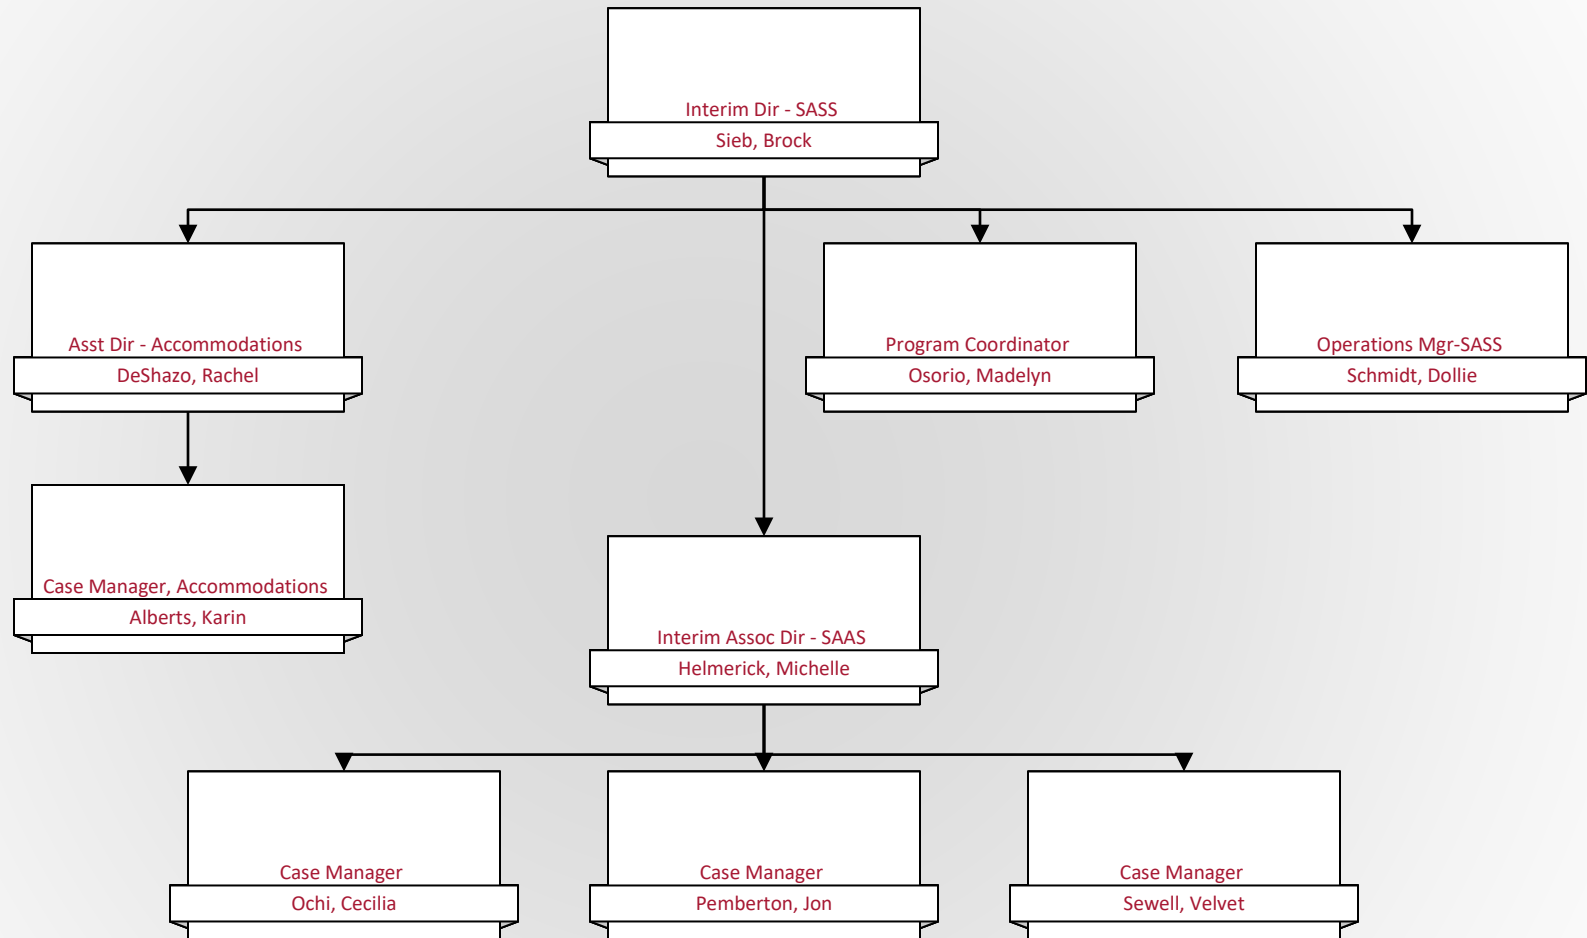 Interim Dir - SASS
Sieb, Brock
Asst Dir - Accommodations
DeShazo, Rachel
Program Coordinator
Osorio, Madelyn
Operations Mgr-SASS
Schmidt, Dollie
Case Manager, Accommodations
Alberts, Karin
Interim Assoc Dir - SAAS
Helmerick, Michelle
Case Manager
Ochi, Cecilia
Case Manager
Pemberton, Jon
Case Manager
Sewell, Velvet